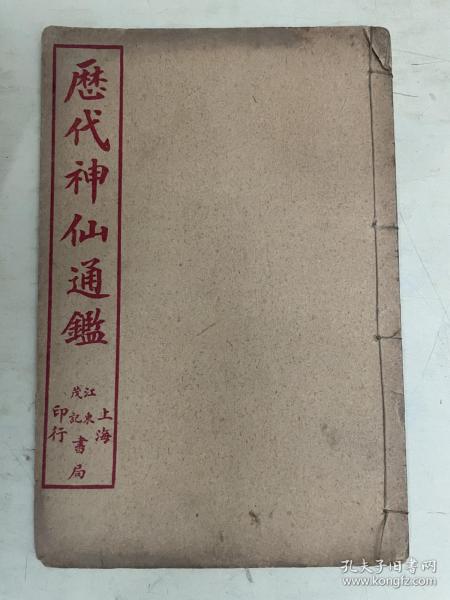 歷代神仙通鑑
上海
江東
茂記
書局
印行
孔夫子旧书网
www.kongfz.com